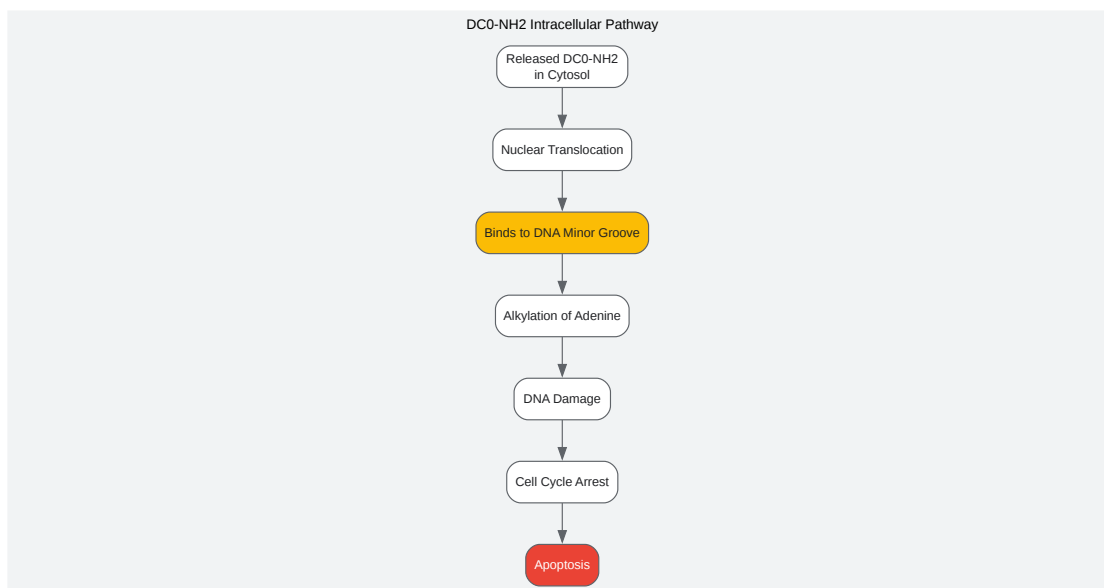 DC0-NH2 Intracellular Pathway
Released DC0-NH2
in Cytosol
Nuclear Translocation
Binds to DNA Minor Groove
Alkylation of Adenine
DNA Damage
Cell Cycle Arrest
Apoptosis